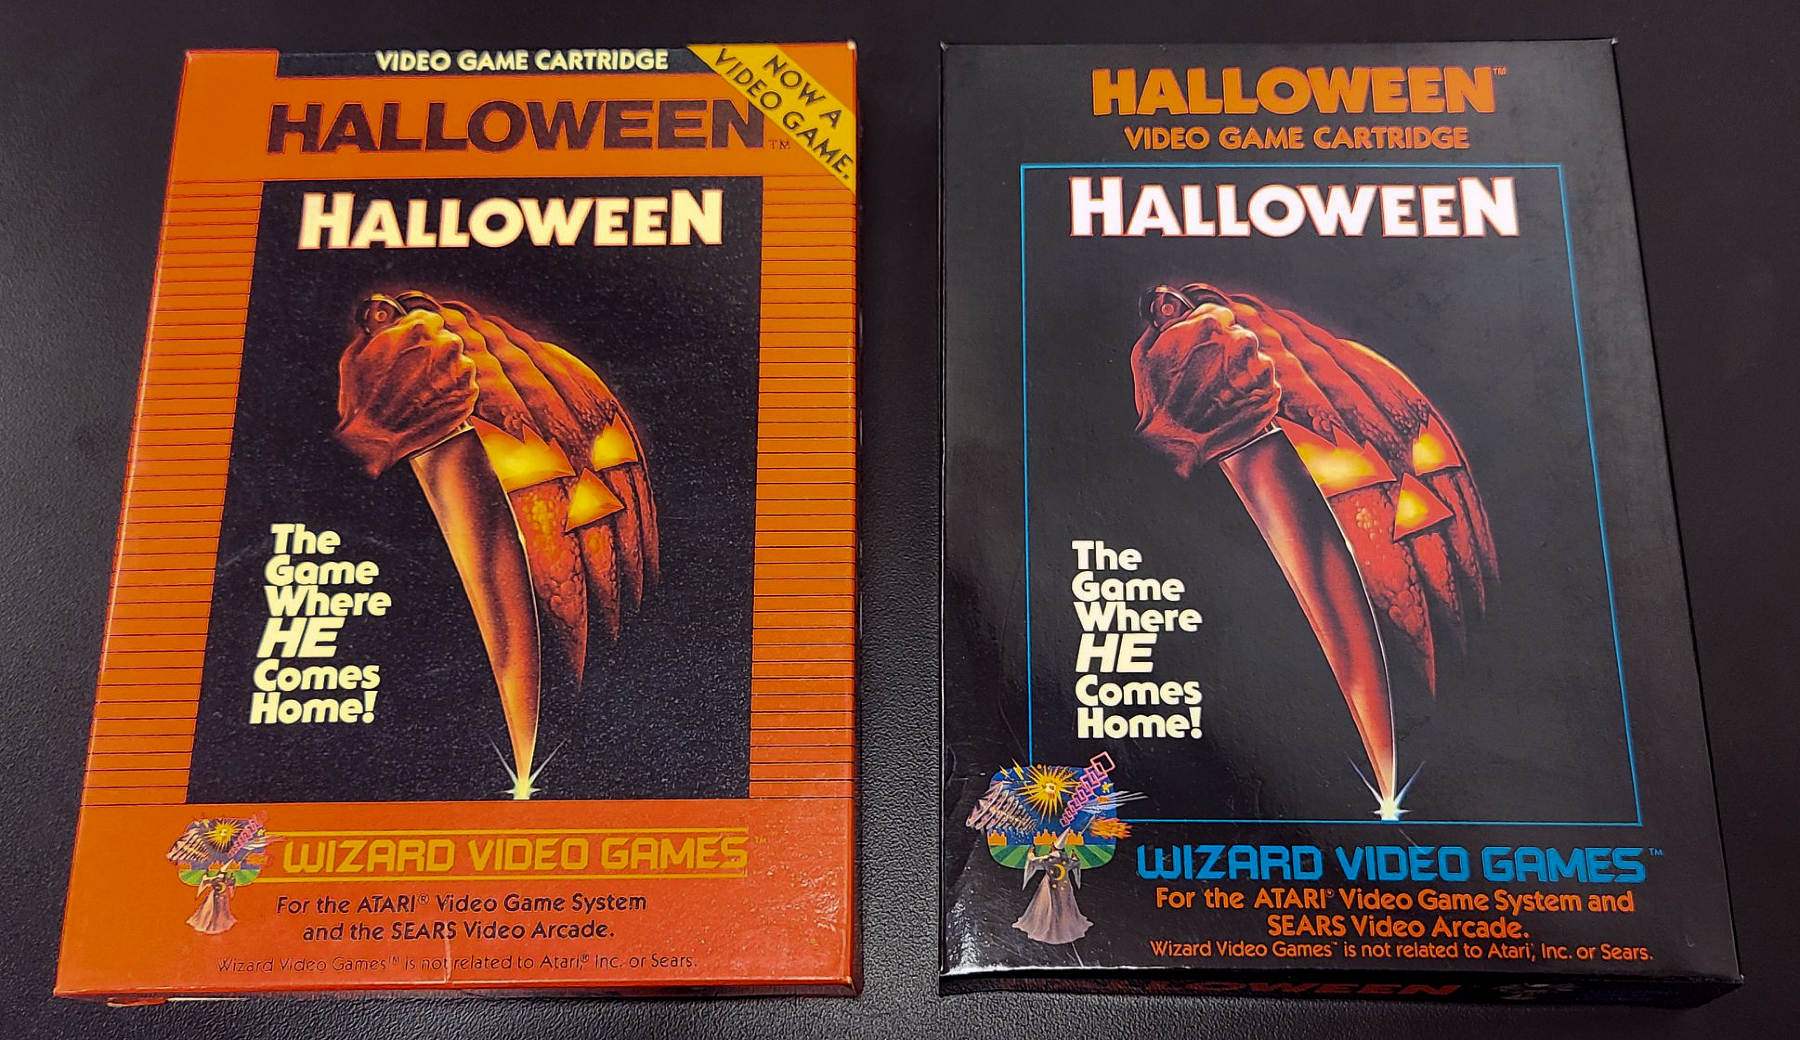 VIDEO GAME CARTRIDGE
NOW A
VIDEO GAME.
HALLOWEEN™
HALLOWEEN
The
Game
Where
HE
Comes
Home!
WIZARD VIDEO GAMES™
For the ATARI® Video Game System
and the SEARS Video Arcade.
Wizard Video Games™ is not related to Atari,® Inc. or Sears.
HALLOWEEN™
VIDEO GAME CARTRIDGE
HALLOWEEN
The
Game
Where
HE
Comes
Home!
WIZARD VIDEO GAMES™
For the ATARI® Video Game System and
SEARS Video Arcade.
Wizard Video Games™ is not related to Atari, Inc. or Sears.
HALLOWEEN